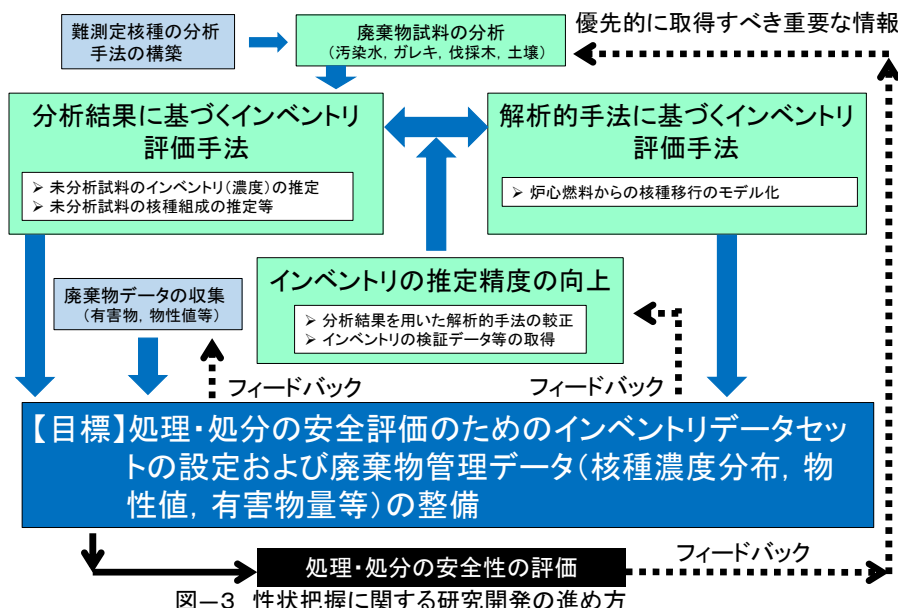 難測定核種の分析
手法の構築
廃棄物試料の分析
(汚染水, ガレキ, 伐採木, 土壌)
優先的に取得すべき重要な情報
分析結果に基づくインベントリ
評価手法
➢ 未分析試料のインベントリ(濃度)の推定
➢ 未分析試料の核種組成の推定等
解析的手法に基づくインベントリ
評価手法
➢ 炉心燃料からの核種移行のモデル化
廃棄物データの収集
(有害物, 物性値等)
インベントリの推定精度の向上
➢ 分析結果を用いた解析的手法の較正
➢ インベントリの検証データ等の取得
フィードバック
フィードバック
【目標】処理・処分の安全評価のためのインベントリデータセッ
トの設定および廃棄物管理データ(核種濃度分布, 物
性値, 有害物量等)の整備
処理・処分の安全性の評価
フィードバック
図－3 性状把握に関する研究開発の進め方